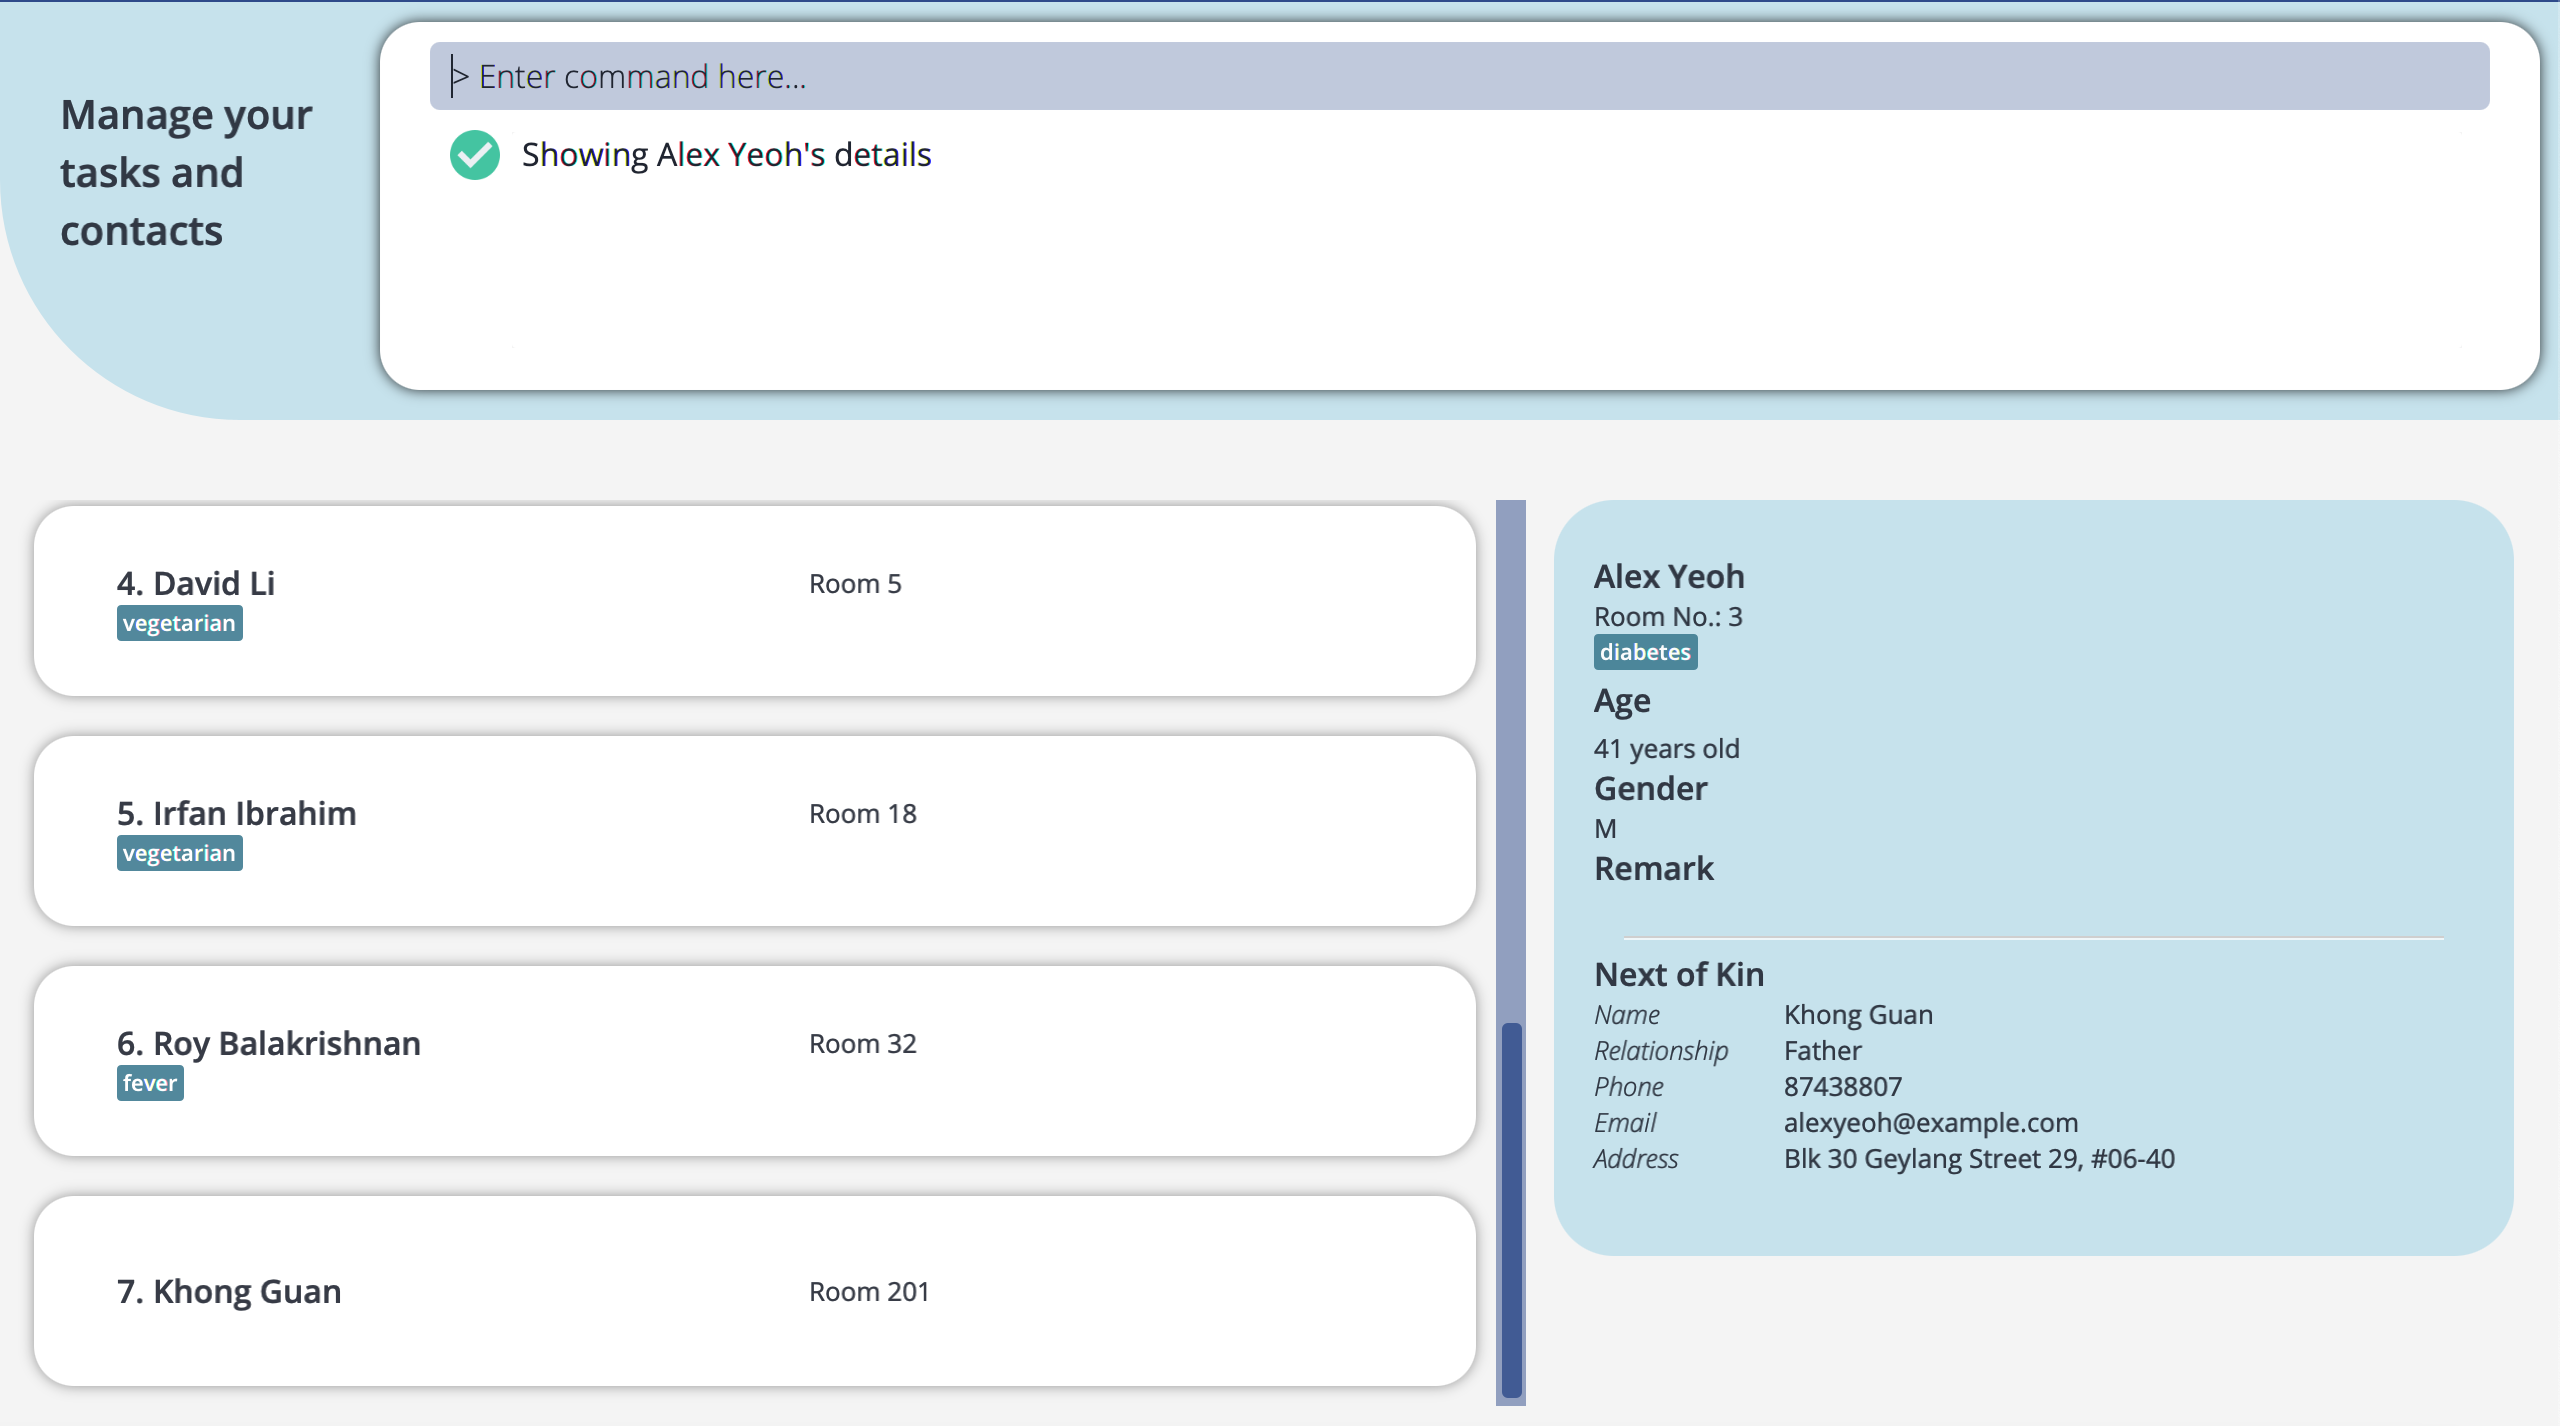 Manage your
tasks and
contacts
> Enter command here...
Showing Alex Yeoh's details
4. David Li
Room 5
vegetarian
5. Irfan Ibrahim
Room 18
vegetarian
6. Roy Balakrishnan
Room 32
fever
7. Khong Guan
Room 201
Alex Yeoh
Room No.: 3
diabetes
Age
41 years old
Gender
M
Remark
Next of Kin
Name Khong Guan
Relationship Father
Phone 87438807
Email alexyeoh@example.com
Address Blk 30 Geylang Street 29, #06-40